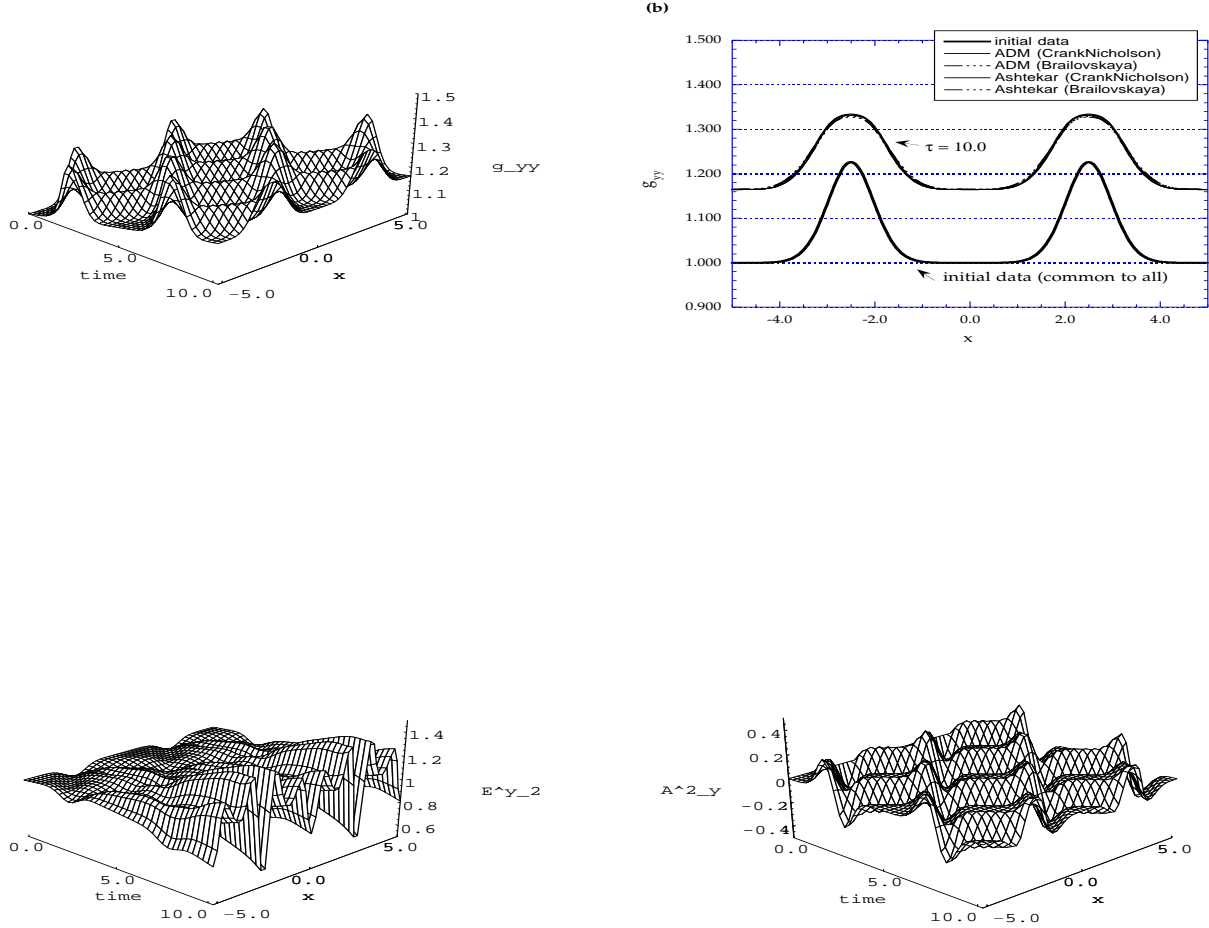 (b)
1.5
1.4
1.3
1.2
1.1
1
g_yy
0.0
5.0
10.0
time
-5.0
0.0
5.0
x
1.500
1.400
1.300
1.200
1.100
1.000
0.900
g_yy
initial data
ADM (CrankNicholson)
ADM (Brailovskaya)
Ashtekar (CrankNicholson)
Ashtekar (Brailovskaya)
τ = 10.0
initial data (common to all)
-4.0
-2.0
0.0
2.0
4.0
x
1.4
1.2
1
0.8
0.6
E^y_2
0.0
5.0
10.0
time
-5.0
0.0
5.0
x
A^2_y
0.4
0.2
0
-0.2
-0.4
0.0
5.0
10.0
time
-5.0
0.0
5.0
x